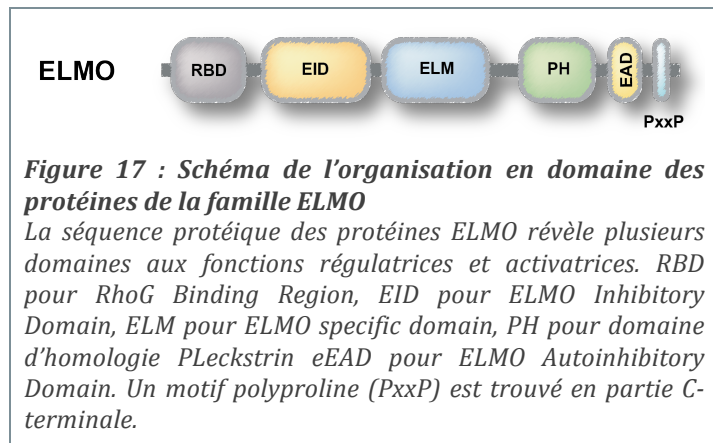 ELMO RBD EID ELM PH EAD
PxxP
Figure 17 : Schéma de l'organisation en domaine des
protéines de la famille ELMO
La séquence protéique des protéines ELMO révèle plusieurs
domaines aux fonctions régulatrices et activatrices. RBD
pour RhoG Binding Region, EID pour ELMO Inhibitory
Domain, ELM pour ELMO specific domain, PH pour domaine
d'homologie PLeckstrin eEAD pour ELMO Autoinhibitory
Domain. Un motif polyproline (PxxP) est trouvé en partie C-
terminale.